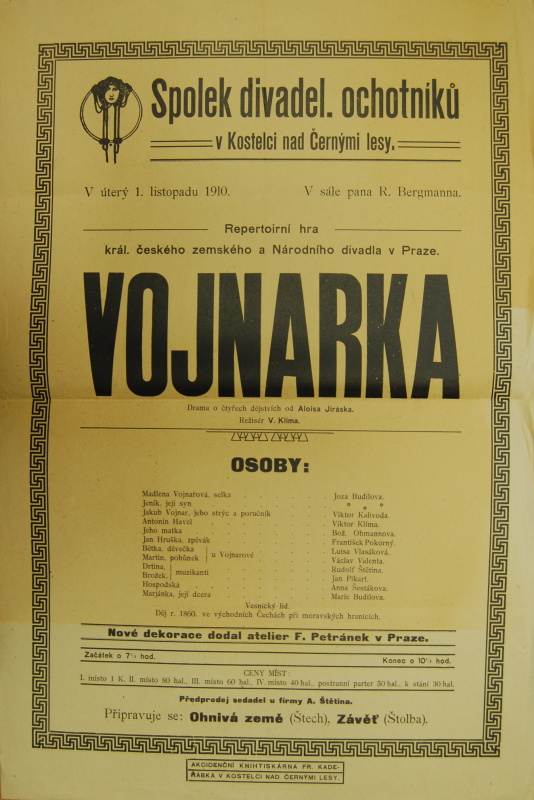 Spolek divadel. ochotníků
v Kostelci nad Černými lesy.
V úterý 1. listopadu 1910. V sále pana R. Bergmanna.
Repertoirní hra
král. českého zemského a Národního divadla v Praze.
VOJNARKA
Drama o čtyřech dějstvích od Aloisa Jiráska.
Režisér V. Klíma.
OSOBY:
Madlena Vojnarová, selka Joza Budilova.
Jeník, její syn * * *
Jakub Vojnar, jeho strýc a poručník Viktor Kalivoda.
Antonín Havel Viktor Klíma.
Jeho matka Bož. Ohmannova.
Jan Hruška, zpěvák František Pokorný.
Bětka, děvečka Luisa Vlasáková.
Martin, pohůnek u Vojnarové Václav Valenta.
Drtina, Rudolf Štětina.
Brožek, muzikanti Jan Pikart.
Hospodská Anna Šestákova.
Marjánka, její dcera Marie Budilova.
Vesnický lid.
Děj r. 1860. ve východních Čechách při moravských hranicích.
Nové dekorace dodal atelier F. Petránek v Praze.
Začátek o 7½ hod. Konec o 10½ hod.
CENY MÍST:
I. místo 1 K. II. místo 80 hal., III. místo 60 hal., IV. místo 40 hal., postranní parter 50 hal., k stání 30 hal.
Předprodej sedadel u firmy A. Štětina.
Připravuje se: Ohnivá země (Štech), Závěť (Štolba).
AKCIDENČNÍ KNIHTISKÁRNA FR. KADE-
ŘÁBKA V KOSTELCI NAD ČERNÝMI LESY.